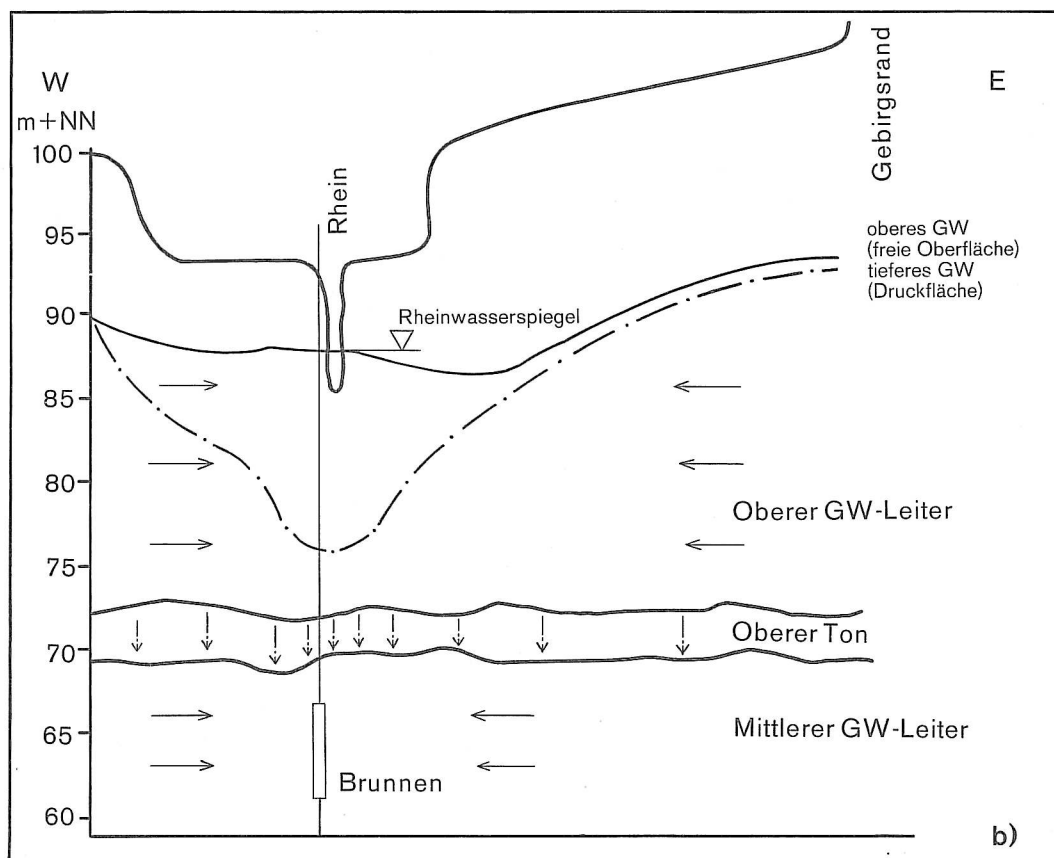 W
E
m+NN
Gebirgsrand
100
Rhein
95
oberes GW
(freie Oberfläche)
tieferes GW
(Druckfläche)
90
Rheinwasserspiegel
85
80
Oberer GW-Leiter
75
Oberer Ton
70
Mittlerer GW-Leiter
65
Brunnen
60
b)